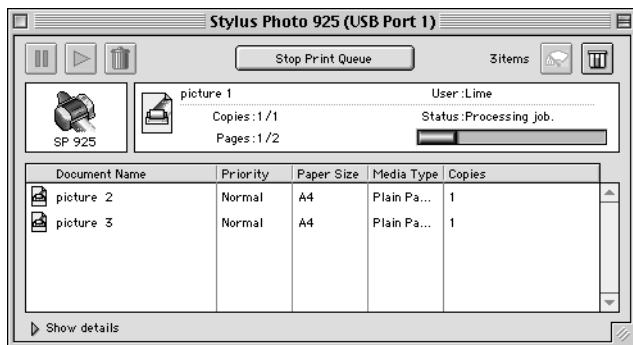 Stylus Photo 925 (USB Port 1)
Stop Print Queue
3items
SP 925
picture 1
User:Lime
Copies:1/1
Status:Processing job.
Pages:1/2
Document Name Priority Paper Size Media Type Copies
picture 2 Normal A4 Plain Pa... 1
picture 3 Normal A4 Plain Pa... 1
Show details